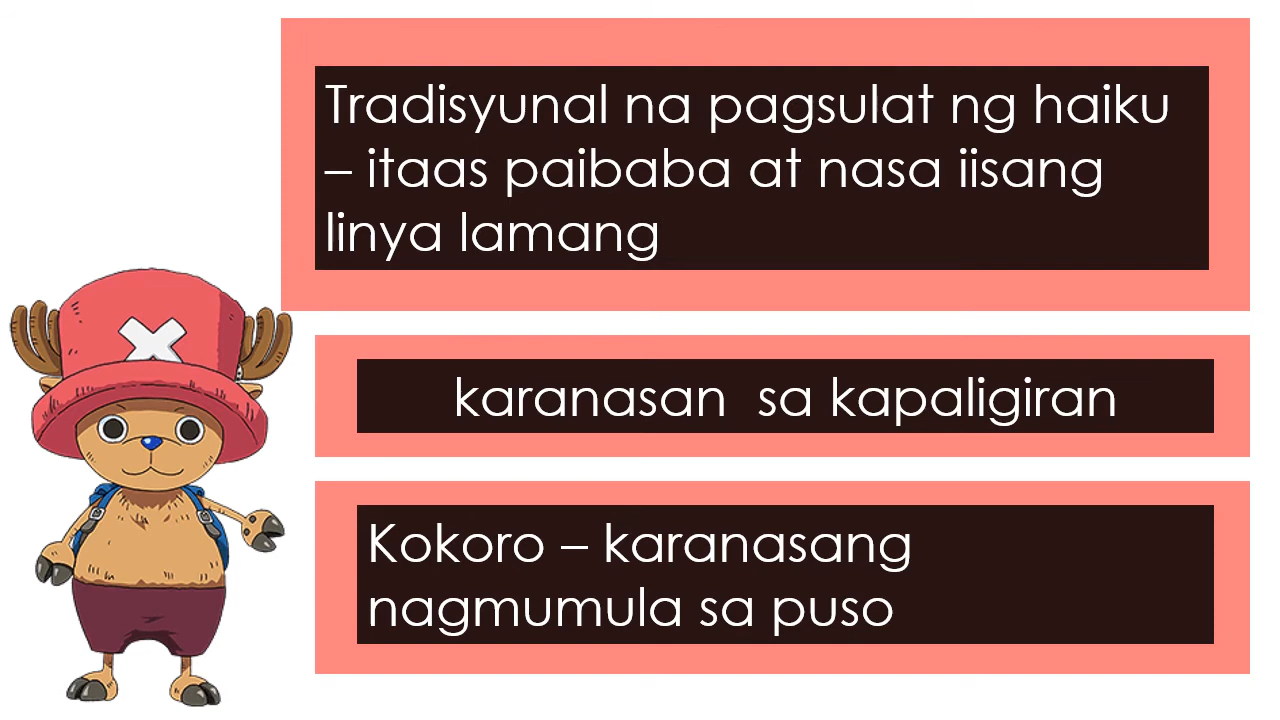 Tradisyunal na pagsulat ng haiku
– itaas paibaba at nasa iisang
linya lamang
karanasan  sa kapaligiran
Kokoro – karanasang
nagmumula sa puso